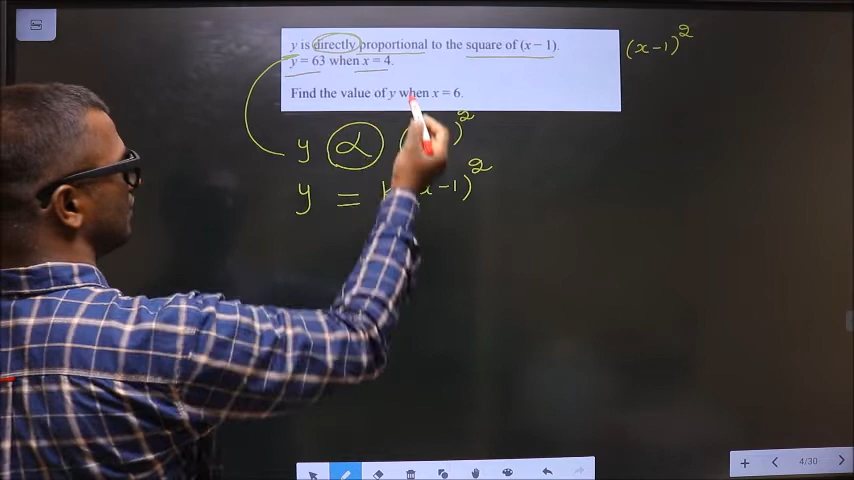 y is directly proportional to the square of (x − 1).
y = 63 when x = 4.
Find the value of y when x = 6.
(x-1)²
y ∝ )²
y = x-1)²
4/30